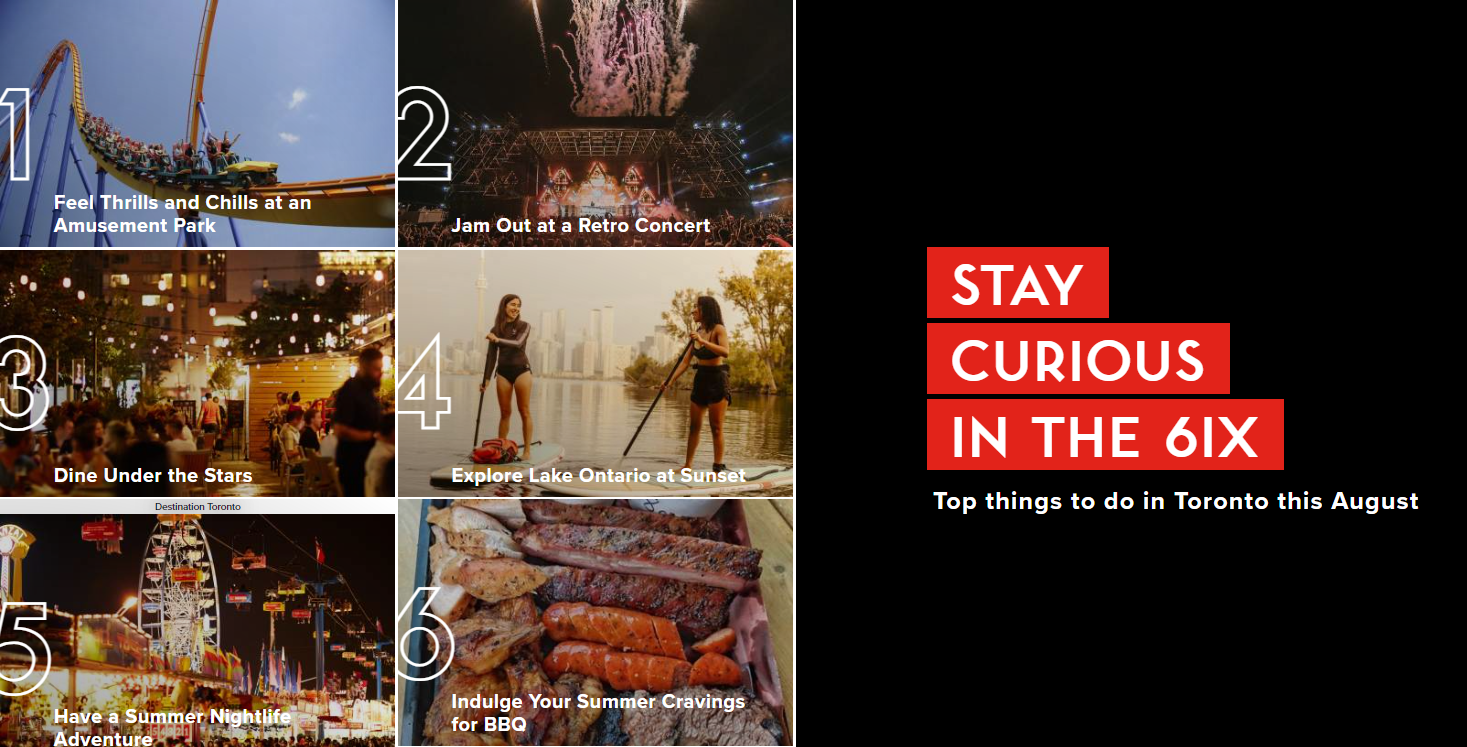 1
Feel Thrills and Chills at an
Amusement Park
2
Jam Out at a Retro Concert
3
Dine Under the Stars
4
Explore Lake Ontario at Sunset
Destination Toronto
5
Have a Summer Nightlife
Adventure
6
Indulge Your Summer Cravings
for BBQ
STAY
CURIOUS
IN THE 6IX
Top things to do in Toronto this August